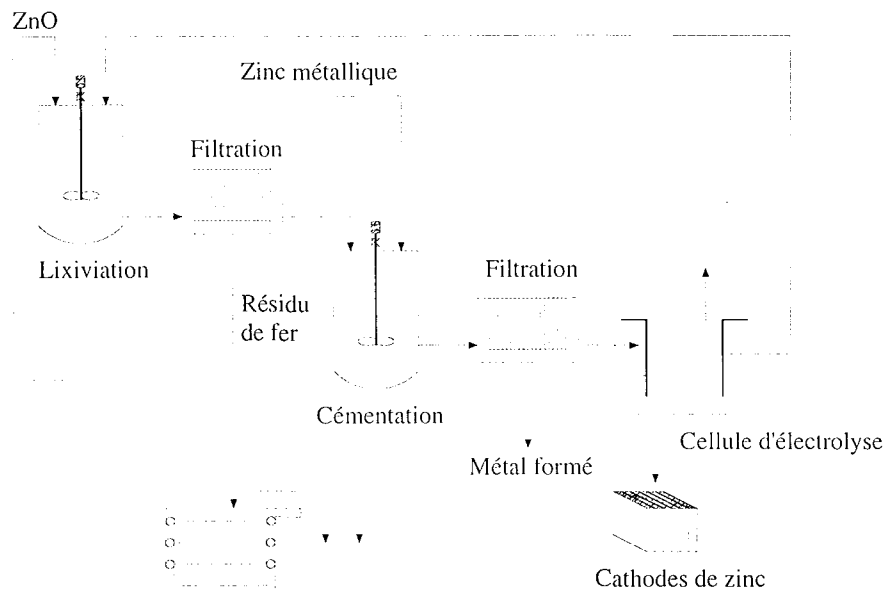 ZnO
Zinc métallique
Filtration
Lixiviation
Filtration
Résidu
de fer
Cémentation
Cellule d'électrolyse
Métal formé
Cathodes de zinc